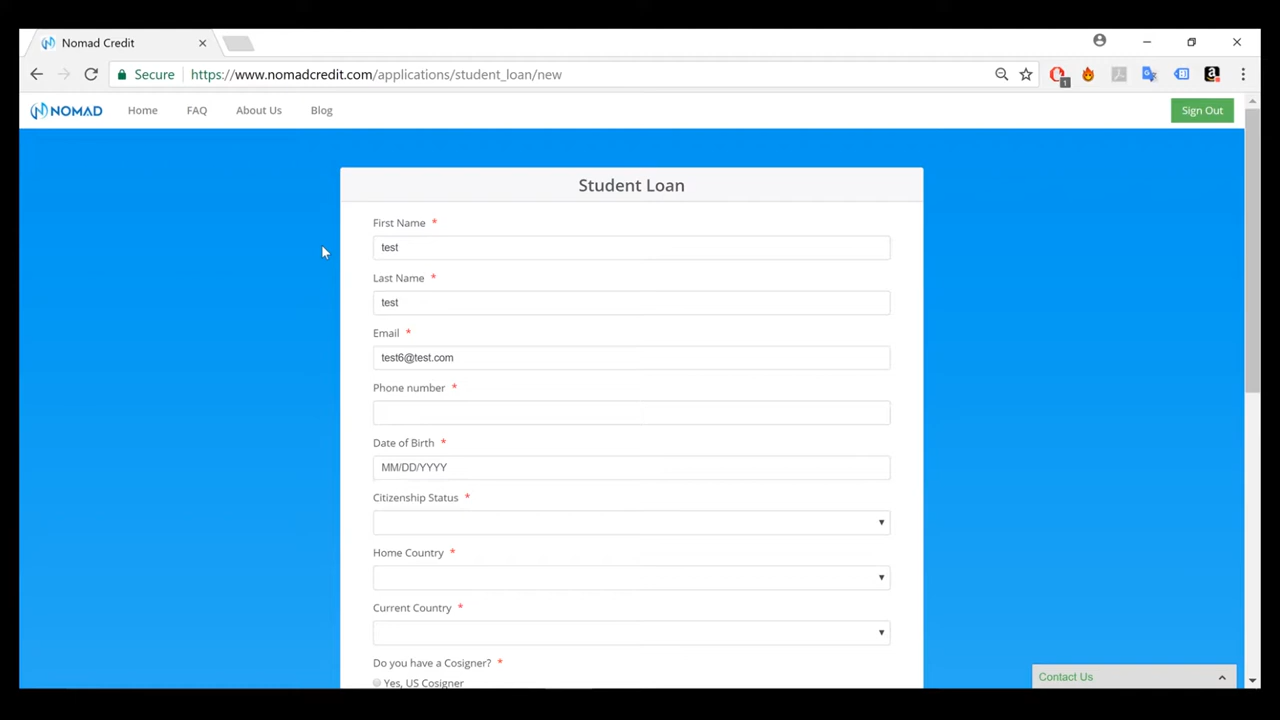 Nomad Credit
Secure https://www.nomadcredit.com/applications/student_loan/new
1
NOMAD Home FAQ About Us Blog Sign Out
Student Loan
First Name *
test
Last Name *
test
Email *
test6@test.com
Phone number *
Date of Birth *
MM/DD/YYYY
Citizenship Status *
Home Country *
Current Country *
Do you have a Cosigner? *
Yes, US Cosigner
Contact Us